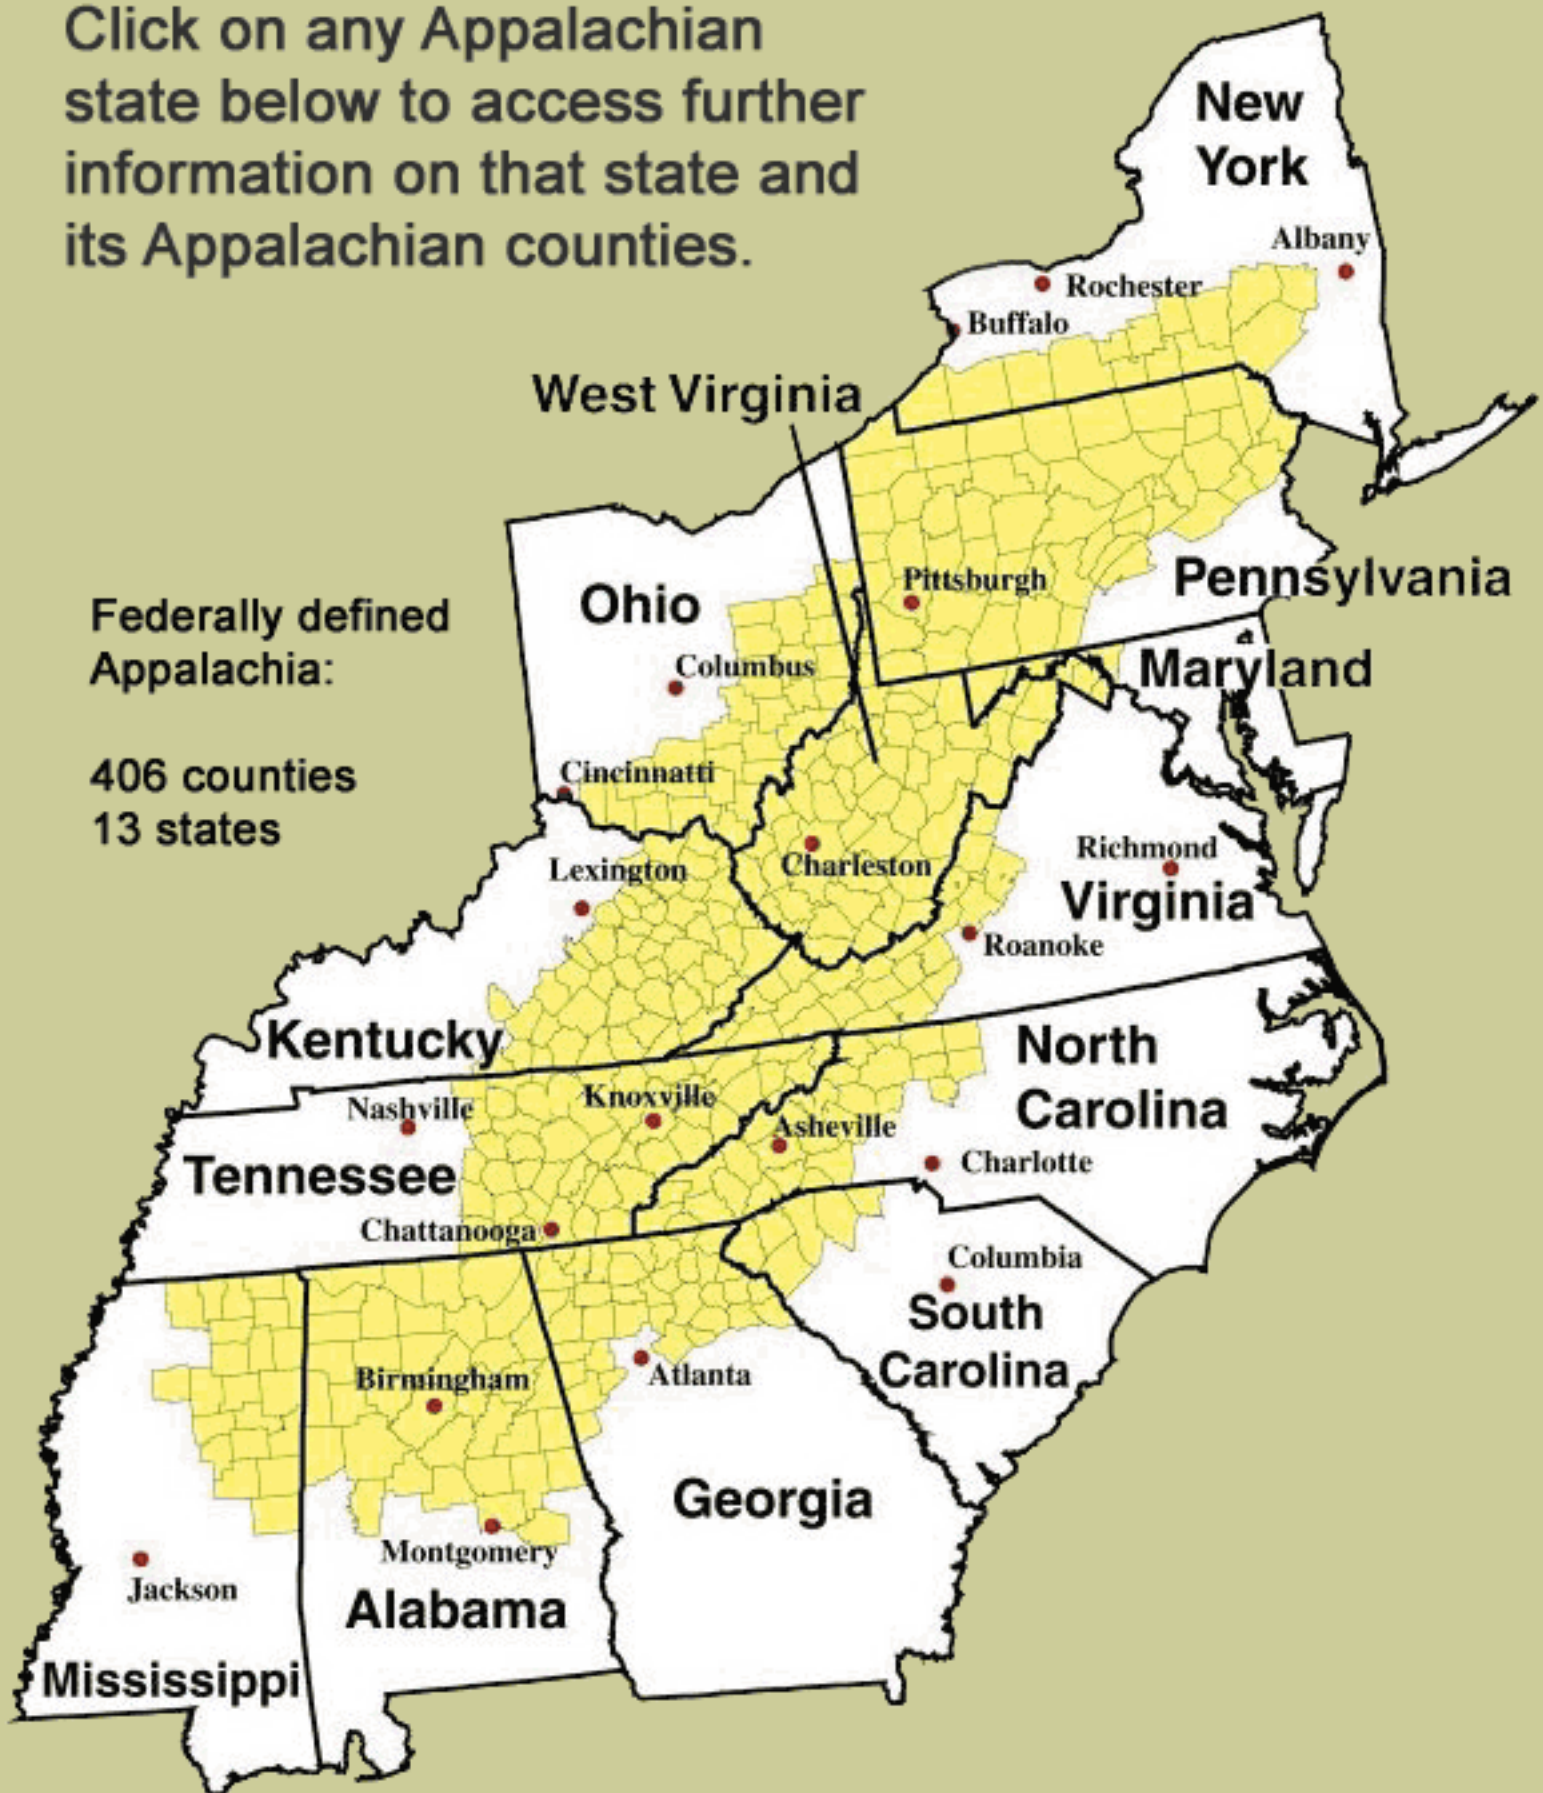 Click on any Appalachian
state below to access further
information on that state and
its Appalachian counties.
New
York
Albany
Rochester
Buffalo
West Virginia
Federally defined
Appalachia:
406 counties
13 states
Ohio
Pittsburgh
Pennsylvania
Columbus
Maryland
Cincinnatti
Lexington
Charleston
Richmond
Virginia
Roanoke
Kentucky
North
Carolina
Nashville
Knoxville
Asheville
Tennessee
Charlotte
Chattanooga
Columbia
South
Carolina
Birmingham
Atlanta
Georgia
Montgomery
Jackson
Alabama
Mississippi